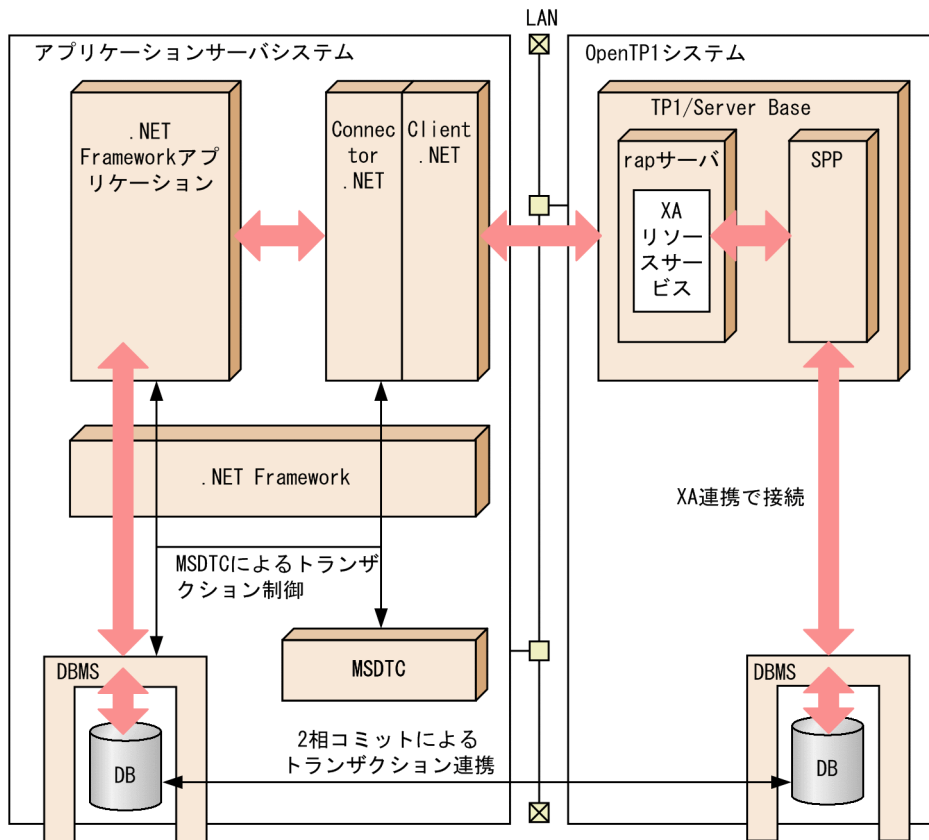 LAN
アプリケーションサーバシステム
.NET
Frameworkアプ
リケーション
Connec
tor
.NET
Client
.NET
.NET Framework
MSDTCによるトランザ
クション制御
MSDTC
DBMS
DB
2相コミットによる
トランザクション連携
OpenTP1システム
TP1/Server Base
rapサーバ
XA
リソー
スサー
ビス
SPP
XA連携で接続
DBMS
DB